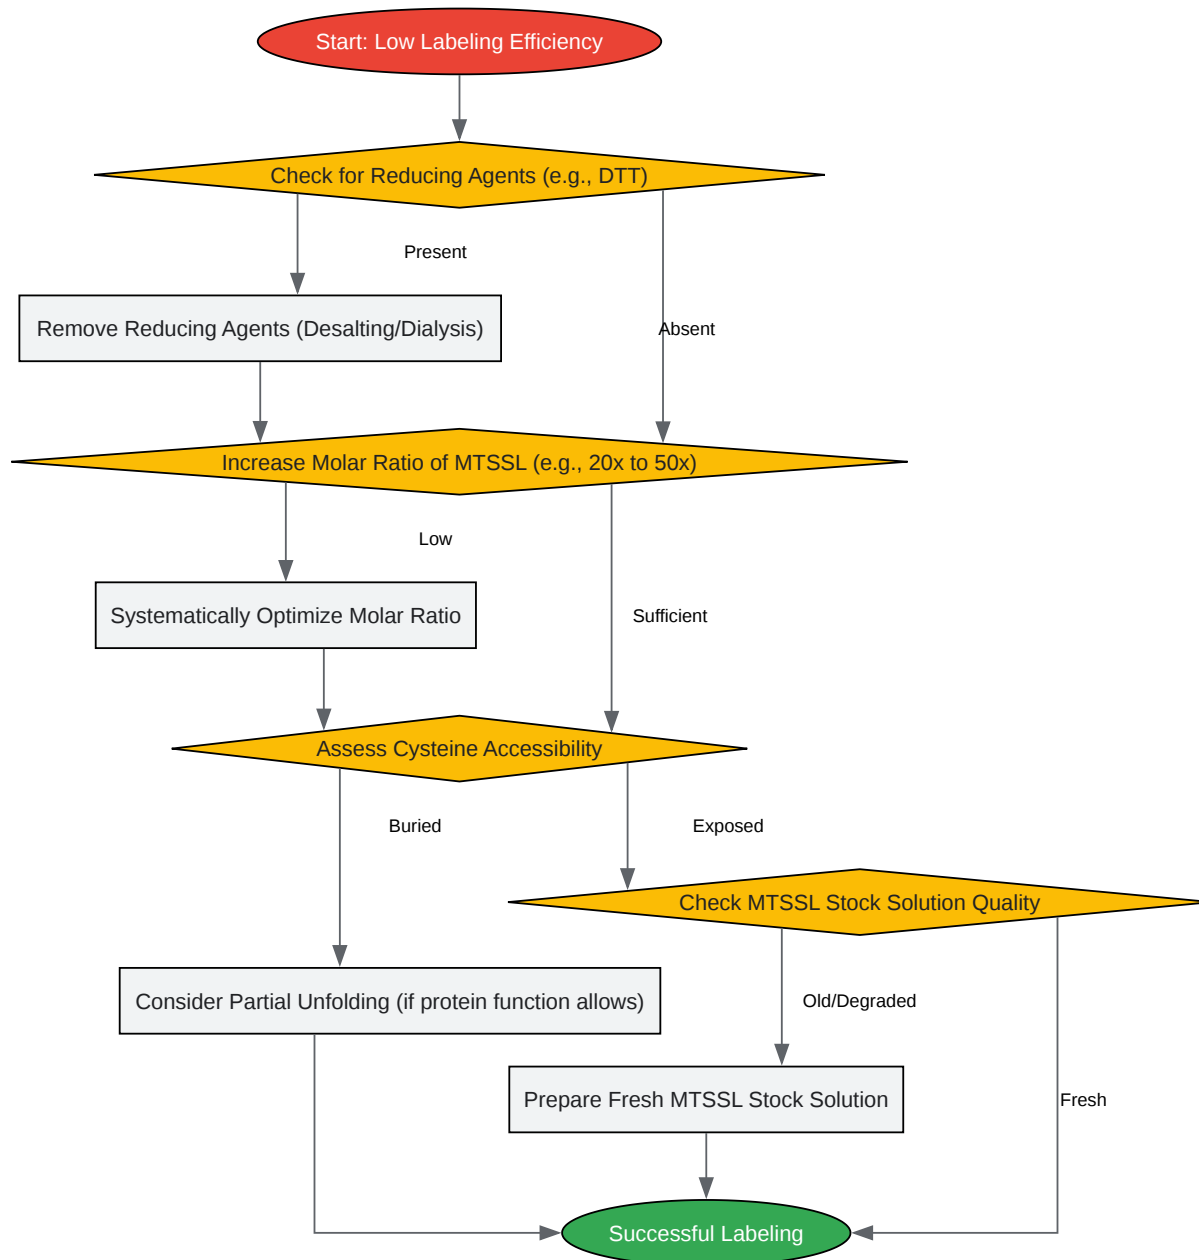 Start: Low Labeling Efficiency
Check for Reducing Agents (e.g., DTT)
Present
Remove Reducing Agents (Desalting/Dialysis)
Absent
Increase Molar Ratio of MTSSL (e.g., 20x to 50x)
Low
Systematically Optimize Molar Ratio
Sufficient
Assess Cysteine Accessibility
Buried
Exposed
Check MTSSL Stock Solution Quality
Consider Partial Unfolding (if protein function allows)
Old/Degraded
Prepare Fresh MTSSL Stock Solution
Fresh
Successful Labeling